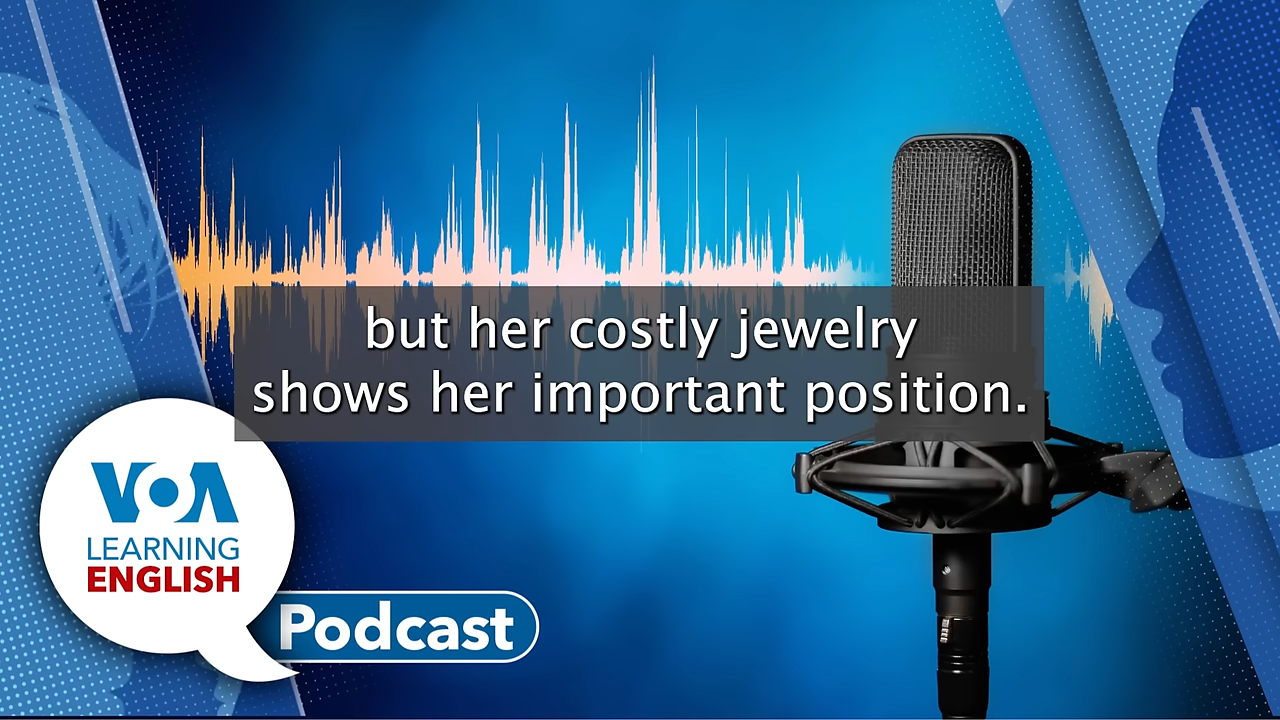 but her costly jewelry
shows her important position.
VOA
LEARNING
ENGLISH
Podcast